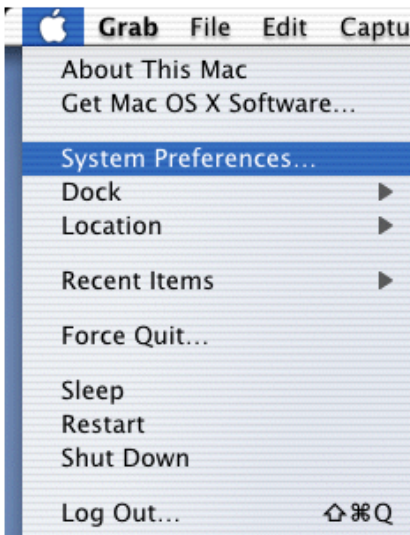 Grab File Edit Captu
About This Mac
Get Mac OS X Software...
System Preferences...
Dock
Location
Recent Items
Force Quit...
Sleep
Restart
Shut Down
Log Out... ⇧⌘Q